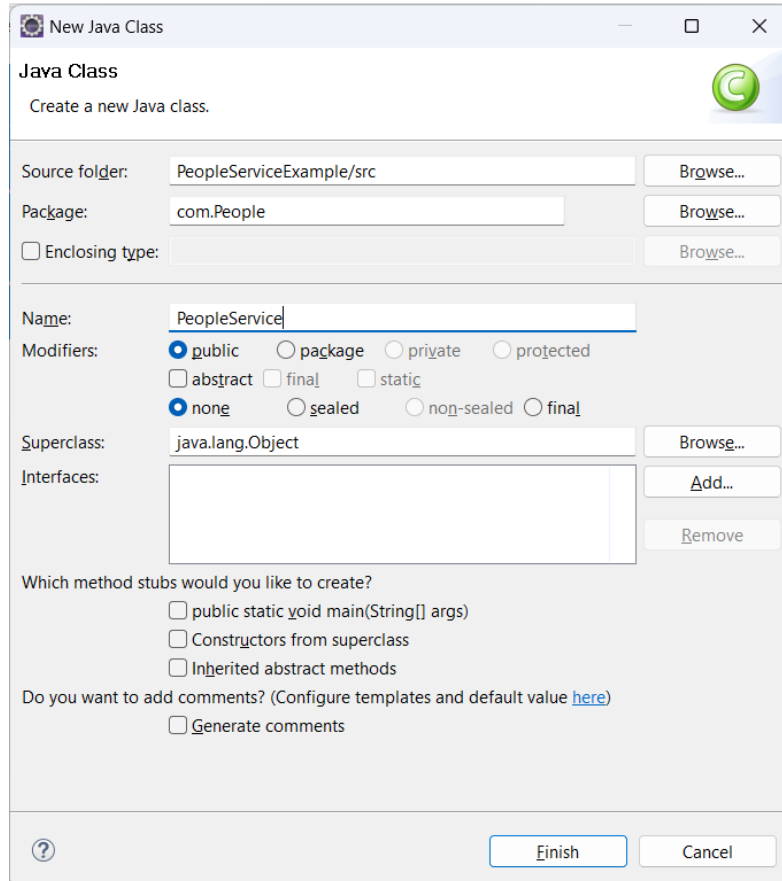 New Java Class
Java Class
Create a new Java class.
Source folder: PeopleServiceExample/src Browse...
Package: com.People Browse...
Enclosing type: Browse...
Name: PeopleService
Modifiers: public package private protected
abstract final static
none sealed non-sealed final
Superclass: java.lang.Object Browse...
Interfaces: Add...
Remove
Which method stubs would you like to create?
public static void main(String[] args)
Constructors from superclass
Inherited abstract methods
Do you want to add comments? (Configure templates and default value here)
Generate comments
? Finish Cancel